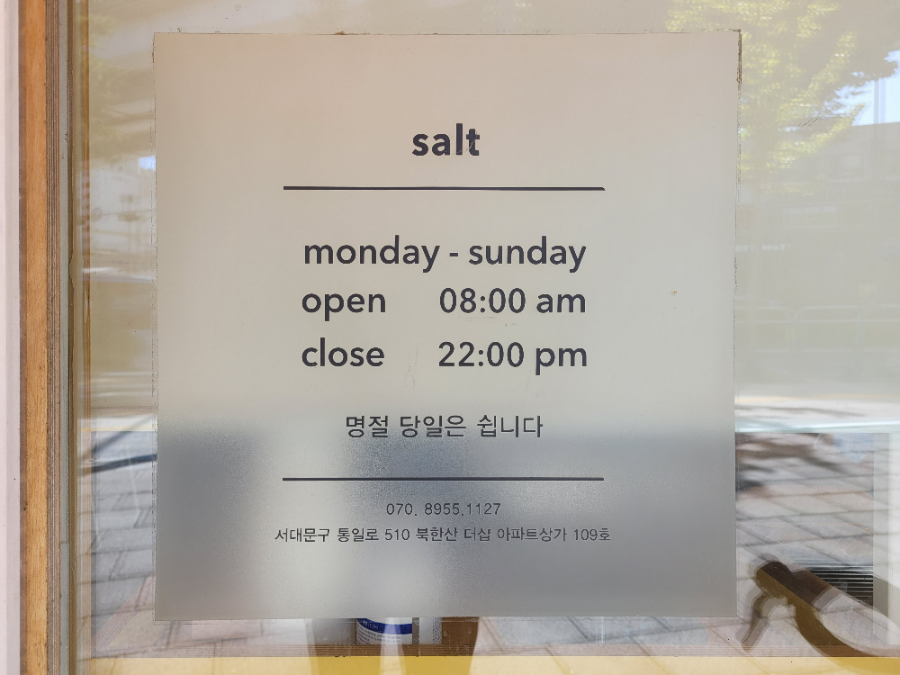 salt
monday - sunday
open 08:00 am
close 22:00 pm
명절 당일은 쉽니다
070. 8955.1127
서대문구 통일로 510 북한산 더샵 아파트상가 109호